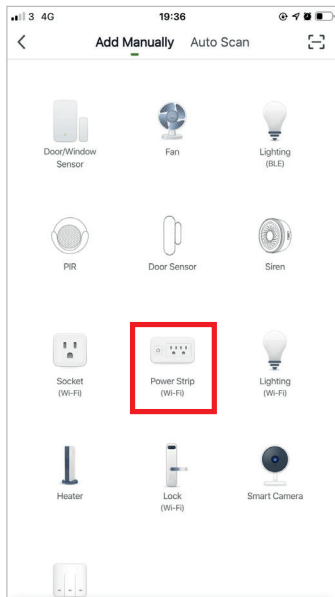 3 4G 19:36
Add Manually Auto Scan
Door/Window
Sensor
Fan
Lighting
(BLE)
PIR
Door Sensor
Siren
Socket
(Wi-Fi)
Power Strip
(Wi-Fi)
Lighting
(Wi-Fi)
Heater
Lock
(Wi-Fi)
Smart Camera